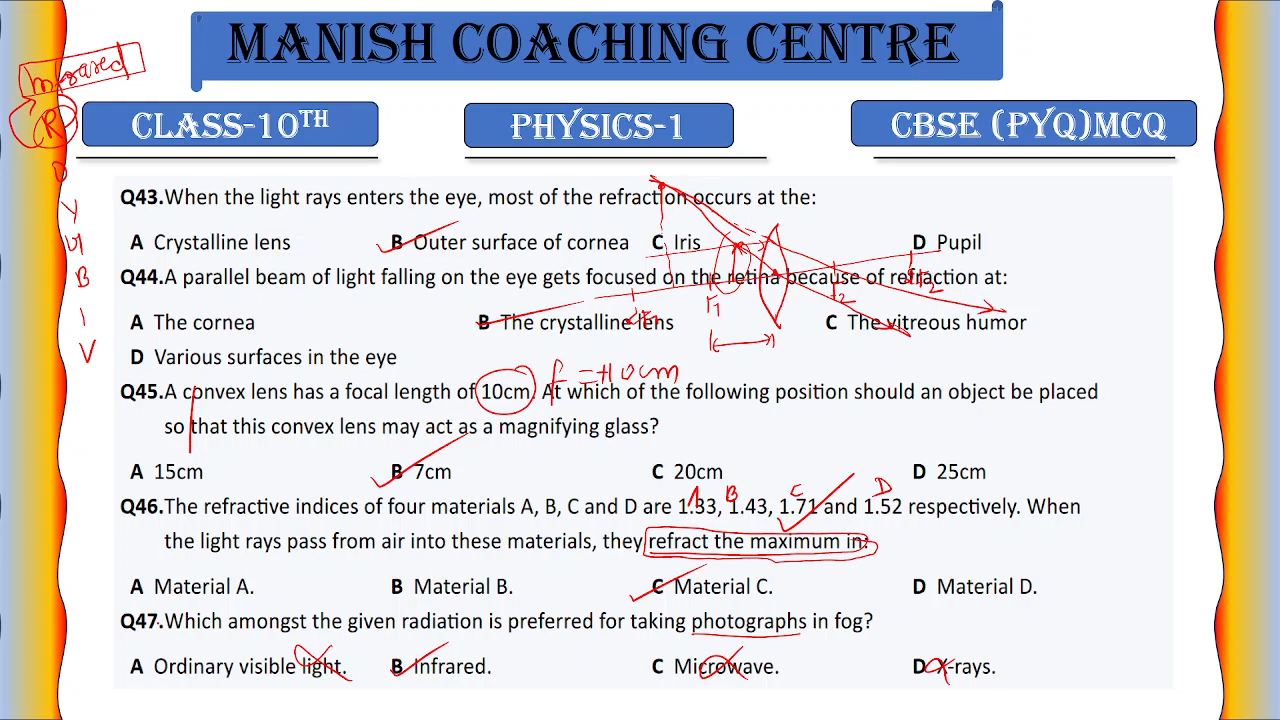 MANISH COACHING CENTRE
Infrared
R
CLASS-10TH
PHYSICS-1
CBSE (PYQ)MCQ
O
Y
G
B
I
V
Q43.When the light rays enters the eye, most of the refraction occurs at the:
A Crystalline lens B Outer surface of cornea C Iris D Pupil
Q44.A parallel beam of light falling on the eye gets focused on the retina because of refraction at:
2F1 F1 F2 2F2
A The cornea B The crystalline lens C The vitreous humor
D Various surfaces in the eye
f = +10cm
Q45.A convex lens has a focal length of 10cm. At which of the following position should an object be placed
so that this convex lens may act as a magnifying glass?
A 15cm B 7cm C 20cm D 25cm
A B C D
Q46.The refractive indices of four materials A, B, C and D are 1.33, 1.43, 1.71 and 1.52 respectively. When
the light rays pass from air into these materials, they refract the maximum in:
A Material A. B Material B. C Material C. D Material D.
Q47.Which amongst the given radiation is preferred for taking photographs in fog?
A Ordinary visible light. B Infrared. C Microwave. D X-rays.